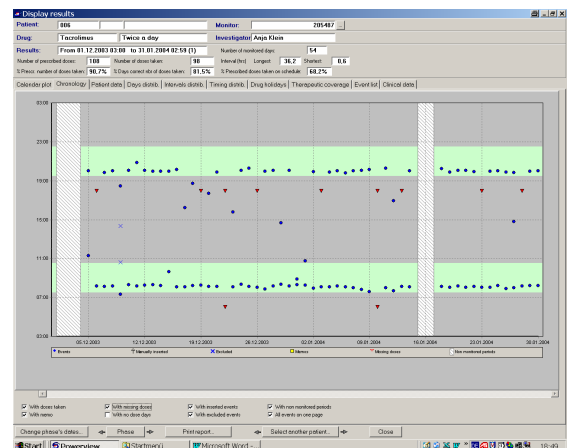 Display results
Patient: 006 Monitor: 205487 ...
Drug: Tacrolimus Twice a day Investigator Anja Klein
Results: From 01.12.2003 03:00 to 31.01.2004 02:59 (1) Number of monitored days: 54
Number of prescribed doses: 108 Number of doses taken: 98 Interval (hrs) Longest 36,2 Shortest 0,6
% Prescr. number of doses taken: 90,7% % Days correct nbr of doses taken: 81,5% % Prescribed doses taken on schedule: 68,2%
Calendar plot Chronology Patient data Days distrib. Intervals distrib. Timing distrib. Drug holidays Therapeutic coverage Event list Clinical data
03:00
23:00
19:00
15:00
11:00
07:00
03:00
05.12.2003 12.12.2003 19.12.2003 26.12.2003 02.01.2004 09.01.2004 16.01.2004 23.01.2004 30.01.2004
Events Manually inserted Excluded Memos Missing doses Non monitored periods
With doses taken With missing doses With inserted events With non monitored periods
With memo With no dose days With excluded events All events on one page
Change phase's dates... Phase Print report... Select another patient... Close
Start Powerview Startmenü Microsoft Word - 18:49